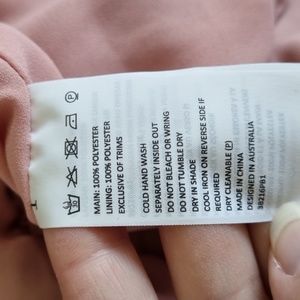 MAIN: 100% POLYESTER
LINING: 100% POLYESTER
EXCLUSIVE OF TRIMS
COLD HAND WASH
SEPARATELY INSIDE OUT
DO NOT BLEACH OR WRING
DO NOT TUMBLE DRY
DRY IN SHADE
COOL IRON ON REVERSE SIDE IF
REQUIRED
DRY CLEANABLE (P)
MADE IN CHINA
DESIGNED IN AUSTRALIA